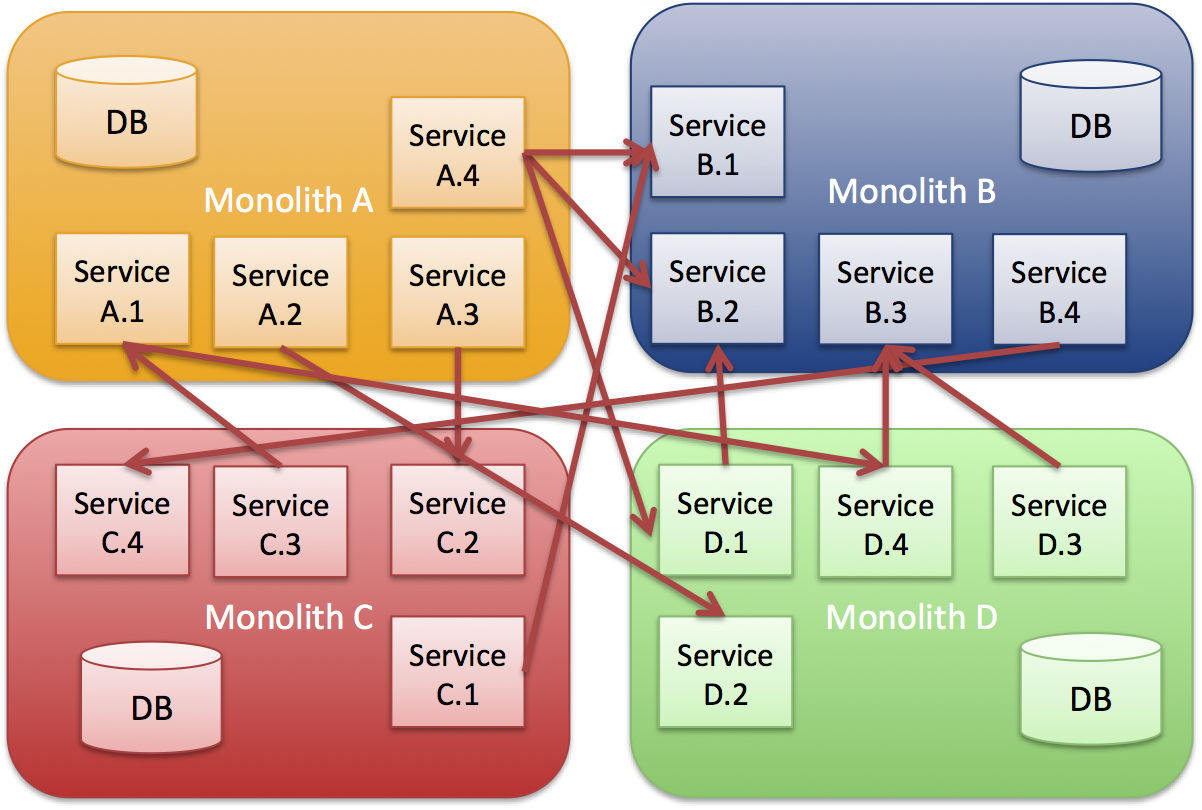 DB
Service
A.4
Monolith A
Service
A.1
Service
A.2
Service
A.3
Service
B.1
DB
Monolith B
Service
B.2
Service
B.3
Service
B.4
Service
C.4
Service
C.3
Service
C.2
Monolith C
Service
C.1
DB
Service
D.1
Service
D.4
Service
D.3
Monolith D
Service
D.2
DB